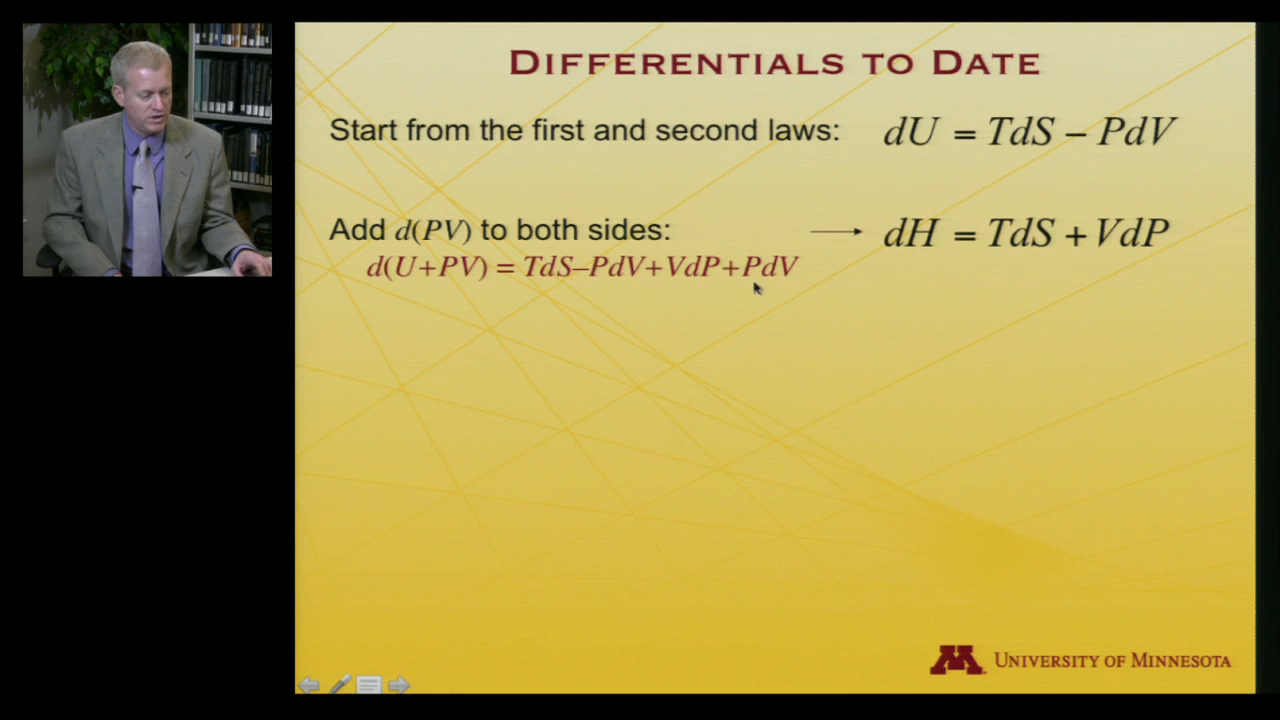 DIFFERENTIALS TO DATE
Start from the first and second laws: dU = TdS – PdV
Add d(PV) to both sides: → dH = TdS + VdP
d(U+PV) = TdS–PdV+VdP+PdV
M UNIVERSITY OF MINNESOTA